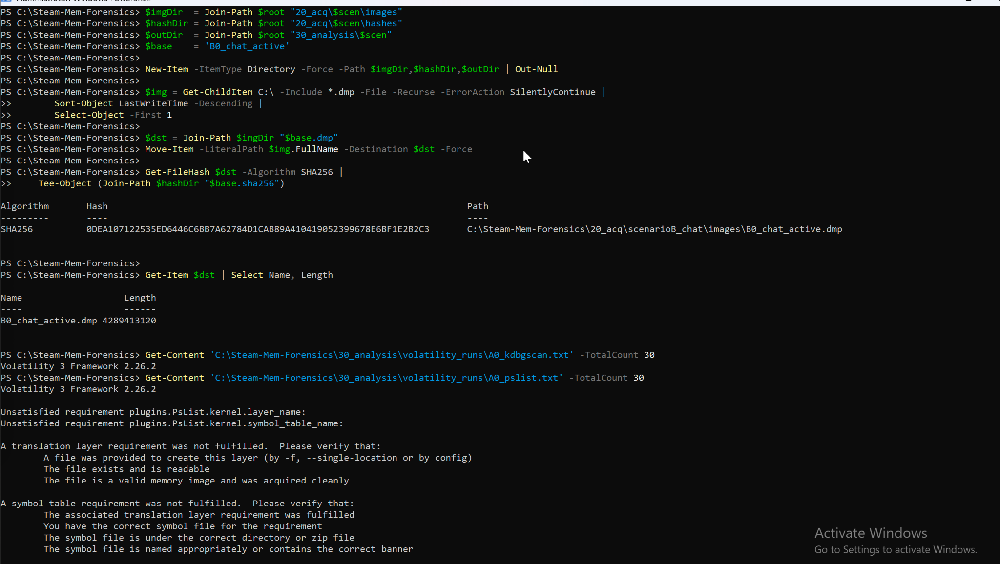 Administrator: Windows PowerShell
PS C:\Steam-Mem-Forensics> $imgDir  = Join-Path $root "20_acq\$scen\images"
PS C:\Steam-Mem-Forensics> $hashDir = Join-Path $root "20_acq\$scen\hashes"
PS C:\Steam-Mem-Forensics> $outDir  = Join-Path $root "30_analysis\$scen"
PS C:\Steam-Mem-Forensics> $base    = 'B0_chat_active'
PS C:\Steam-Mem-Forensics>
PS C:\Steam-Mem-Forensics> New-Item -ItemType Directory -Force -Path $imgDir,$hashDir,$outDir | Out-Null
PS C:\Steam-Mem-Forensics>
PS C:\Steam-Mem-Forensics> $img = Get-ChildItem C:\ -Include *.dmp -File -Recurse -ErrorAction SilentlyContinue |
>>        Sort-Object LastWriteTime -Descending |
>>        Select-Object -First 1
PS C:\Steam-Mem-Forensics>
PS C:\Steam-Mem-Forensics> $dst = Join-Path $imgDir "$base.dmp"
PS C:\Steam-Mem-Forensics> Move-Item -LiteralPath $img.FullName -Destination $dst -Force
PS C:\Steam-Mem-Forensics>
PS C:\Steam-Mem-Forensics> Get-FileHash $dst -Algorithm SHA256 |
>>     Tee-Object (Join-Path $hashDir "$base.sha256")
Algorithm       Hash                                                                   Path
---------       ----                                                                   ----
SHA256          0DEA107122535ED6446C6BB7A62784D1CAB89A410419052399678E6BF1E2B2C3       C:\Steam-Mem-Forensics\20_acq\scenarioB_chat\images\B0_chat_active.dmp
PS C:\Steam-Mem-Forensics>
PS C:\Steam-Mem-Forensics> Get-Item $dst | Select Name, Length
Name                   Length
----                   ------
B0_chat_active.dmp 4289413120
PS C:\Steam-Mem-Forensics> Get-Content 'C:\Steam-Mem-Forensics\30_analysis\volatility_runs\A0_kdbgscan.txt' -TotalCount 30
Volatility 3 Framework 2.26.2
PS C:\Steam-Mem-Forensics> Get-Content 'C:\Steam-Mem-Forensics\30_analysis\volatility_runs\A0_pslist.txt' -TotalCount 30
Volatility 3 Framework 2.26.2
Unsatisfied requirement plugins.PsList.kernel.layer_name:
Unsatisfied requirement plugins.PsList.kernel.symbol_table_name:
A translation layer requirement was not fulfilled.  Please verify that:
        A file was provided to create this layer (by -f, --single-location or by config)
        The file exists and is readable
        The file is a valid memory image and was acquired cleanly
A symbol table requirement was not fulfilled.  Please verify that:
        The associated translation layer requirement was fulfilled
        You have the correct symbol file for the requirement
        The symbol file is under the correct directory or zip file
        The symbol file is named appropriately or contains the correct banner
Activate Windows
Go to Settings to activate Windows.